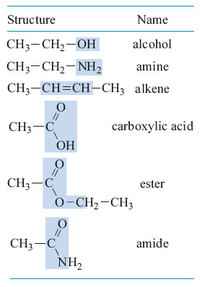 Structure Name
CH₃—CH₂—OH alcohol
CH₃—CH₂—NH₂ amine
CH₃—CH=CH—CH₃ alkene
O
CH₃—C carboxylic acid
OH
O
CH₃—C ester
O—CH₂—CH₃
O
CH₃—C amide
NH₂